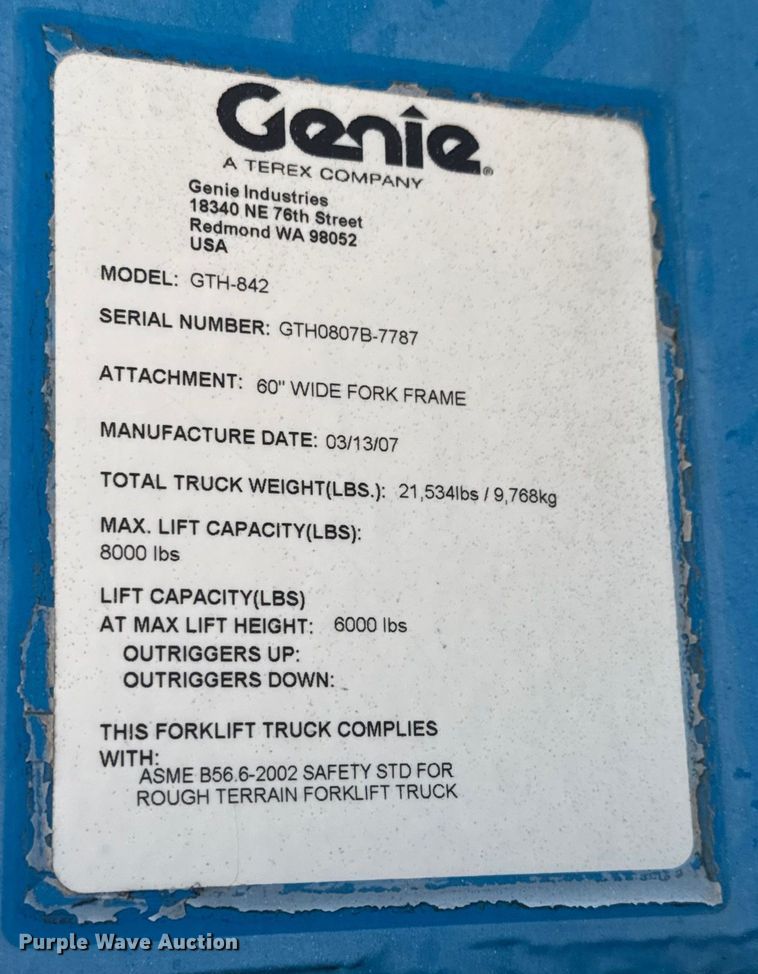 Genie®
A TEREX COMPANY
Genie Industries
18340 NE 76th Street
Redmond WA 98052
USA
MODEL: GTH-842
SERIAL NUMBER: GTH0807B-7787
ATTACHMENT: 60" WIDE FORK FRAME
MANUFACTURE DATE: 03/13/07
TOTAL TRUCK WEIGHT(LBS.): 21,534lbs / 9,768kg
MAX. LIFT CAPACITY(LBS):
8000 lbs
LIFT CAPACITY(LBS)
AT MAX LIFT HEIGHT: 6000 lbs
OUTRIGGERS UP:
OUTRIGGERS DOWN:
THIS FORKLIFT TRUCK COMPLIES
WITH:
ASME B56.6-2002 SAFETY STD FOR
ROUGH TERRAIN FORKLIFT TRUCK
Purple Wave Auction